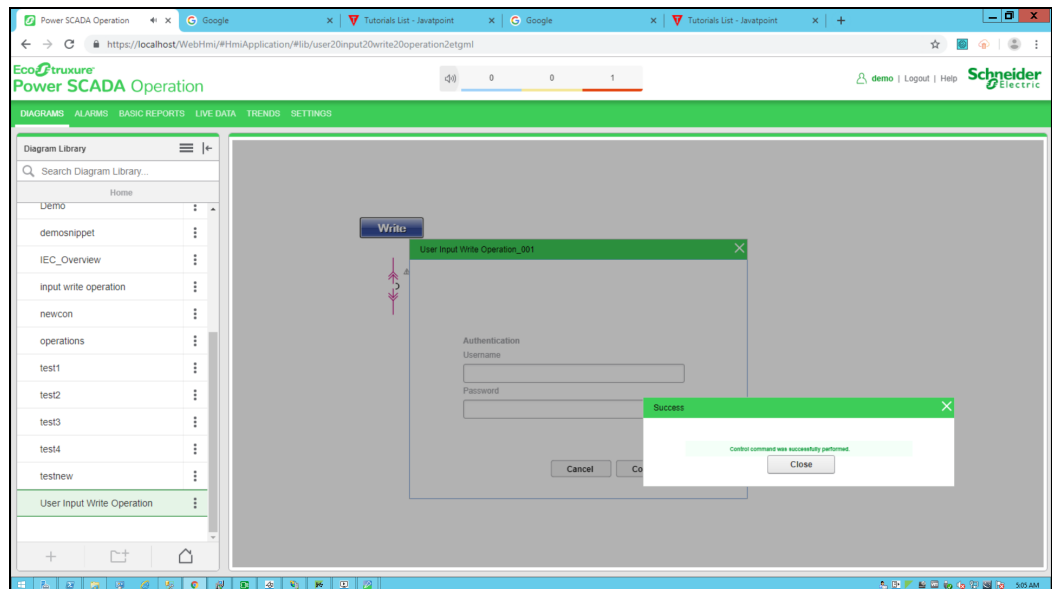 Power SCADA Operation
Google
Tutorials List - Javatpoint
Google
Tutorials List - Javatpoint
https://localhost/WebHmi/#HmiApplication/#lib/user20input20write20operation2etgml
EcoStruxure
Power SCADA Operation
0 0 1
demo | Logout | Help
Schneider
Electric
DIAGRAMS ALARMS BASIC REPORTS LIVE DATA TRENDS SETTINGS
Diagram Library
Search Diagram Library...
Home
Demo
demosnippet
IEC_Overview
input write operation
newcon
operations
test1
test2
test3
test4
testnew
User Input Write Operation
Write
User Input Write Operation_001
Authentication
Username
Password
Cancel
Co
Success
Control command was successfully performed.
Close
5:05 AM